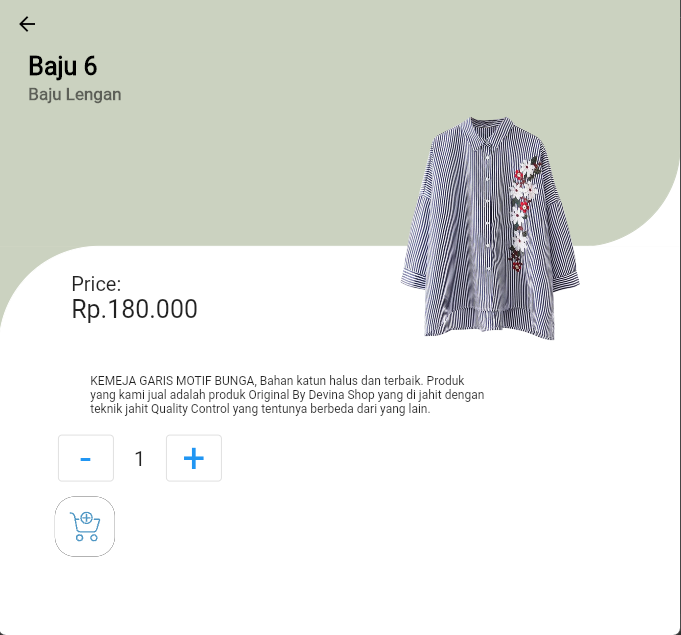 Baju 6
Baju Lengan
Price:
Rp.180.000
KEMEJA GARIS MOTIF BUNGA, Bahan katun halus dan terbaik. Produk
yang kami jual adalah produk Original By Devina Shop yang di jahit dengan
teknik jahit Quality Control yang tentunya berbeda dari yang lain.
- 1 +